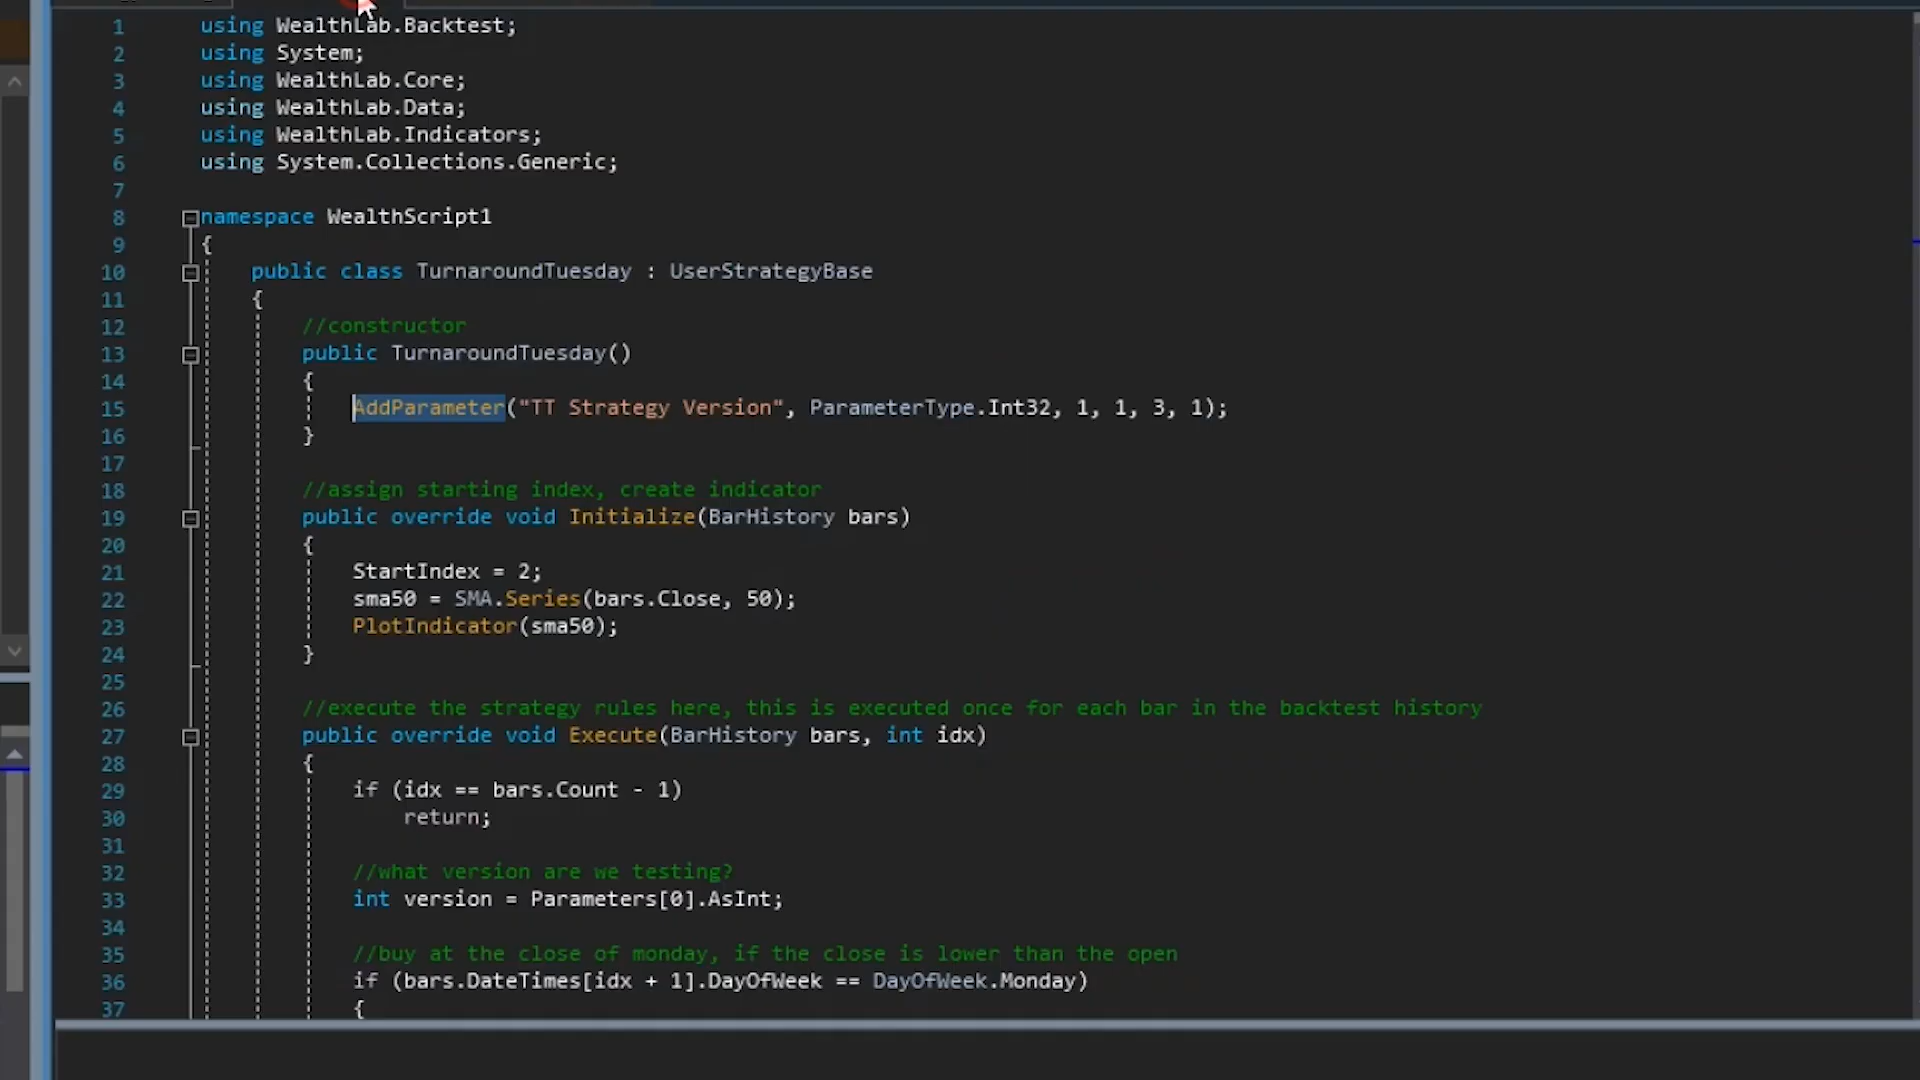 1 using WealthLab.Backtest;
2 using System;
3 using WealthLab.Core;
4 using WealthLab.Data;
5 using WealthLab.Indicators;
6 using System.Collections.Generic;
7
8 namespace WealthScript1
9 {
10 public class TurnaroundTuesday : UserStrategyBase
11 {
12 //constructor
13 public TurnaroundTuesday()
14 {
15 AddParameter("TT Strategy Version", ParameterType.Int32, 1, 1, 3, 1);
16 }
17
18 //assign starting index, create indicator
19 public override void Initialize(BarHistory bars)
20 {
21 StartIndex = 2;
22 sma50 = SMA.Series(bars.Close, 50);
23 PlotIndicator(sma50);
24 }
25
26 //execute the strategy rules here, this is executed once for each bar in the backtest history
27 public override void Execute(BarHistory bars, int idx)
28 {
29 if (idx == bars.Count - 1)
30 return;
31
32 //what version are we testing?
33 int version = Parameters[0].AsInt;
34
35 //buy at the close of monday, if the close is lower than the open
36 if (bars.DateTimes[idx + 1].DayOfWeek == DayOfWeek.Monday)
37 {